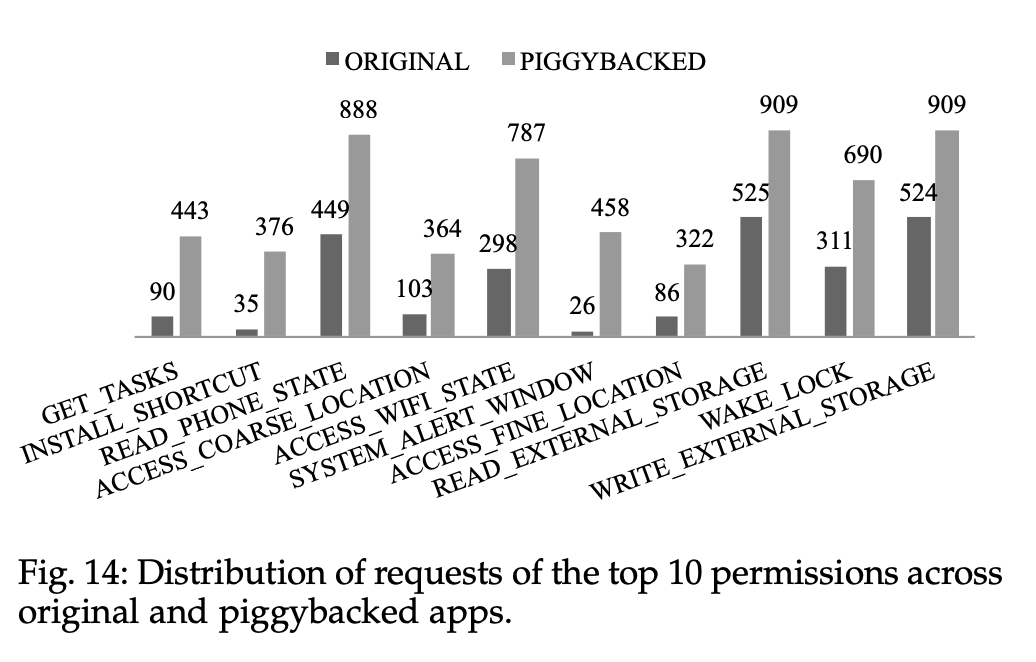 ORIGINAL PIGGYBACKED
90 443
35 376
449 888
103 364
298 787
26 458
86 322
525 909
311 690
524 909
GET_TASKS
INSTALL_SHORTCUT
READ_PHONE_STATE
ACCESS_COARSE_LOCATION
ACCESS_WIFI_STATE
SYSTEM_ALERT_WINDOW
ACCESS_FINE_LOCATION
READ_EXTERNAL_STORAGE
WAKE_LOCK
WRITE_EXTERNAL_STORAGE
Fig. 14: Distribution of requests of the top 10 permissions across
original and piggybacked apps.